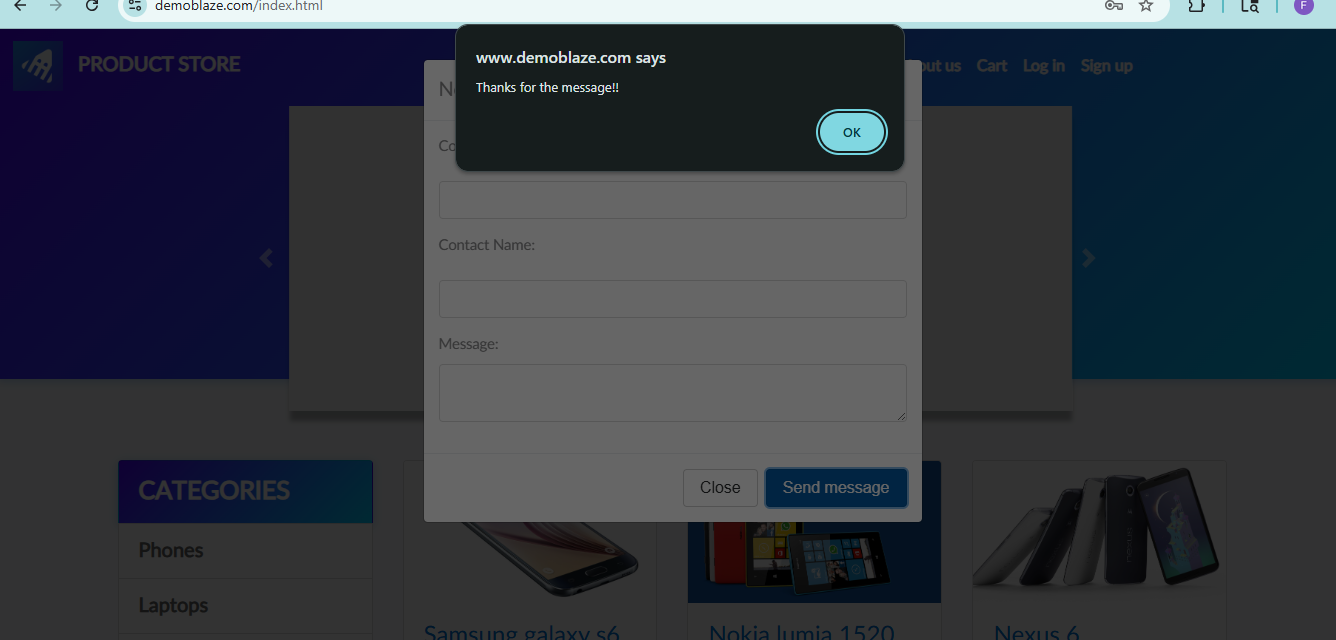 demoblaze.com/index.html
F
PRODUCT STORE
out us Cart Log in Sign up
www.demoblaze.com says
Thanks for the message!!
OK
Contact Name:
Message:
Close Send message
CATEGORIES
Phones
Laptops
Samsung galaxy s6
Nokia lumia 1520
Nexus 6